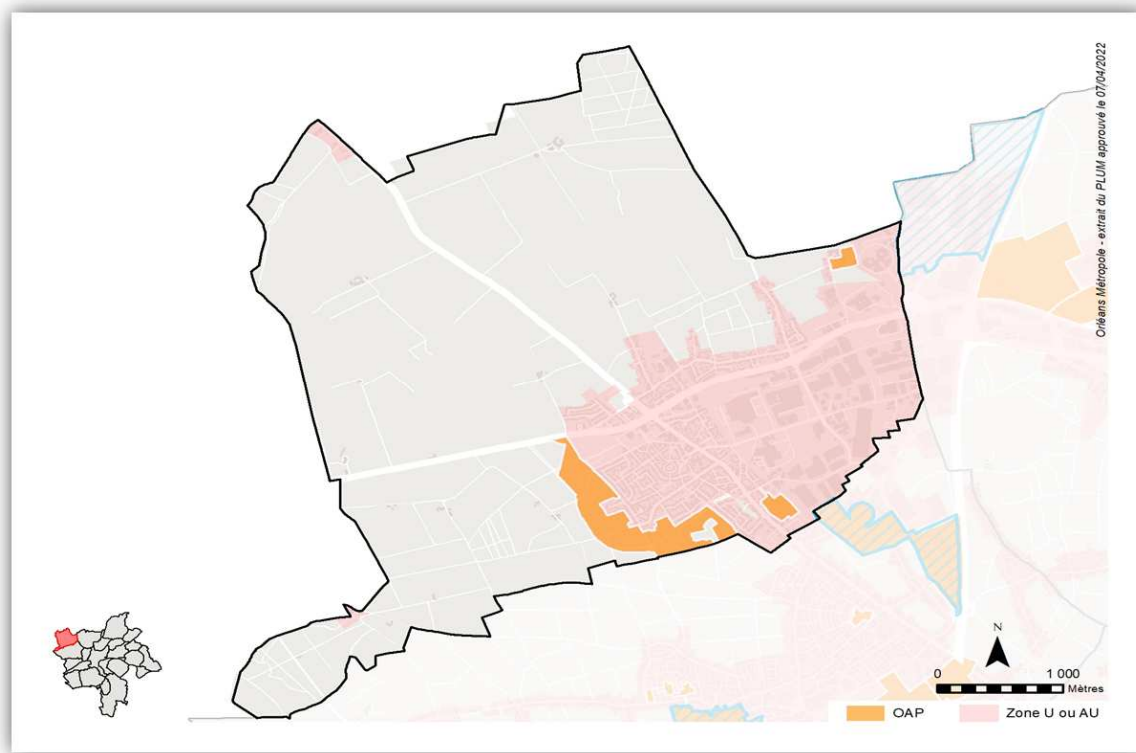 Orléans Métropole - extrait du PLUM approuvé le 07/04/2022
N
0 1 000
Mètres
OAP Zone U ou AU